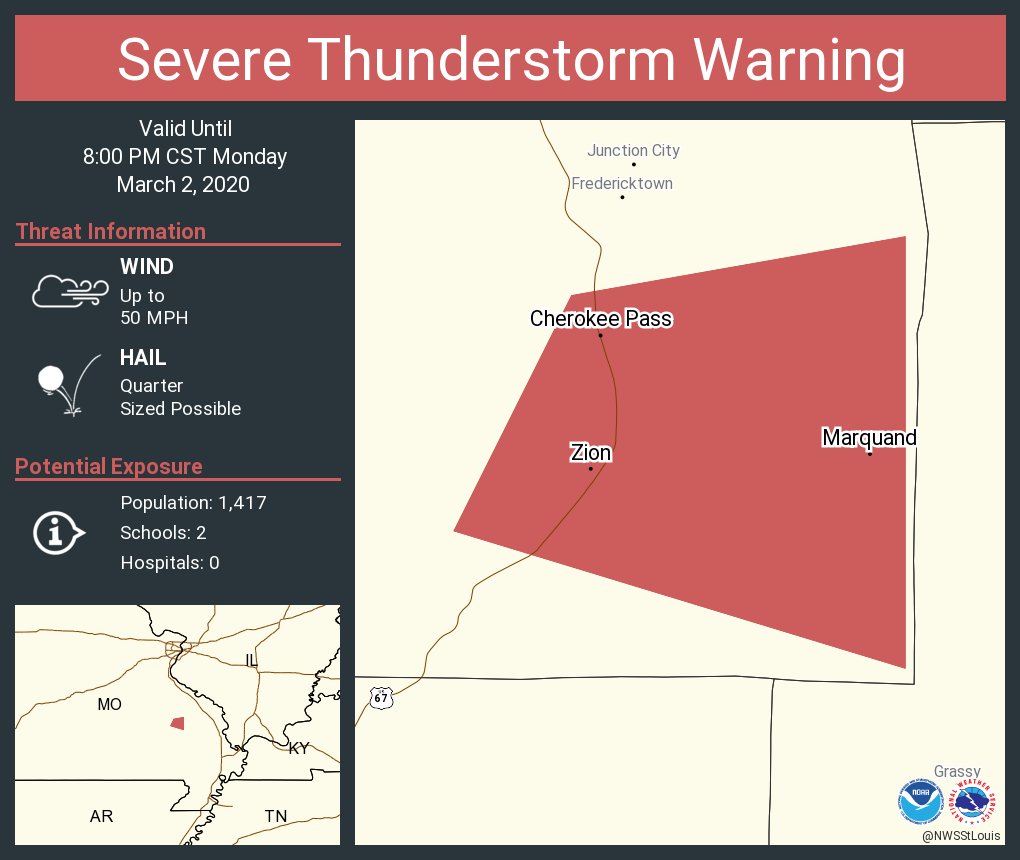 Severe Thunderstorm Warning
Valid Until
8:00 PM CST Monday
March 2, 2020
Threat Information
WIND
Up to
50 MPH
HAIL
Quarter
Sized Possible
Potential Exposure
Population: 1,417
Schools: 2
Hospitals: 0
Junction City
Fredericktown
Cherokee Pass
Marquand
Zion
67
IL
MO
KY
AR
TN
Grassy
NOAA
NATIONAL WEATHER SERVICE
@NWSStLouis